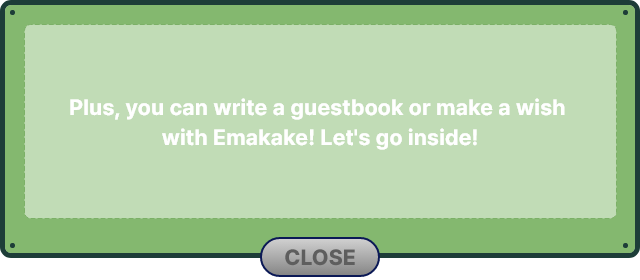 Plus, you can write a guestbook or make a wish
with Emakake! Let's go inside!
CLOSE